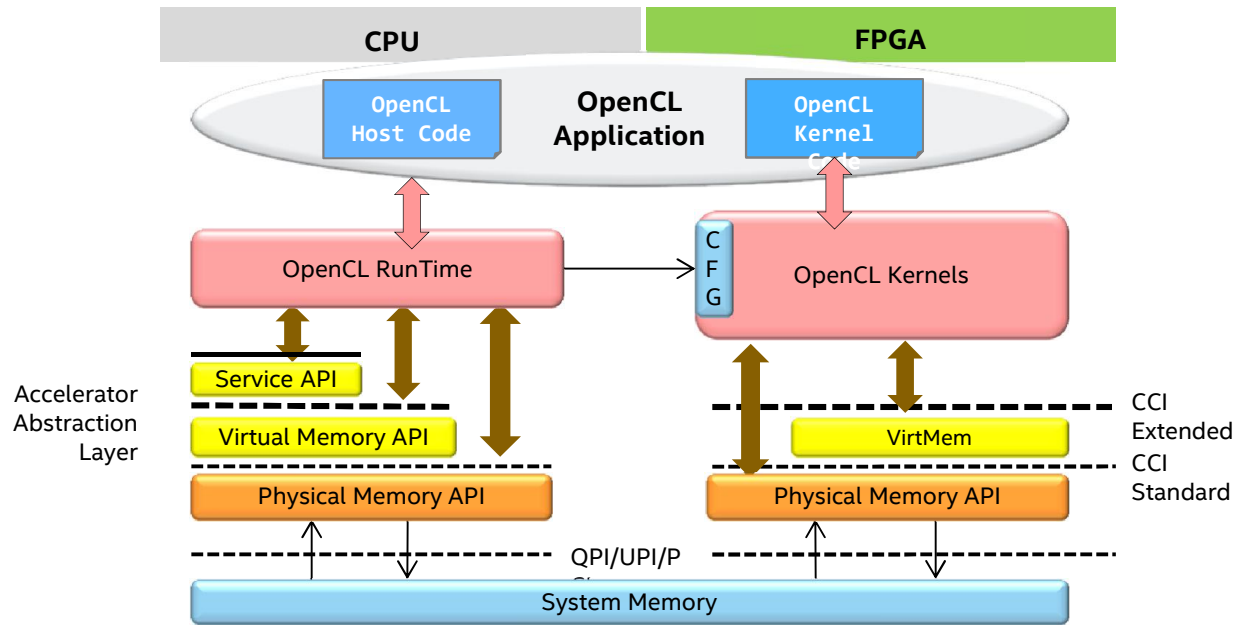 CPU
FPGA
OpenCL
Host Code
OpenCL
Application
OpenCL
Kernel
Code
OpenCL RunTime
C
F
G
OpenCL Kernels
Accelerator
Abstraction
Layer
Service API
Virtual Memory API
Physical Memory API
VirtMem
Physical Memory API
CCI
Extended
CCI
Standard
QPI/UPI/P
System Memory